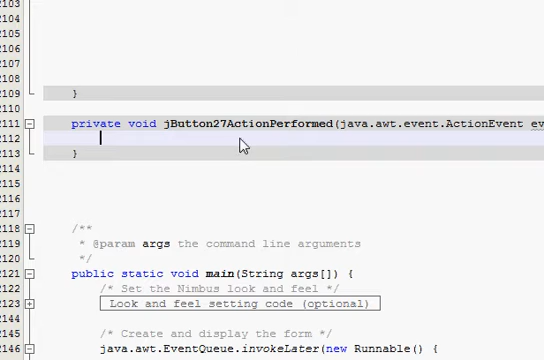 2103
2104
2105
2106
2107
2108
2109 }
2110
2111 private void jButton27ActionPerformed(java.awt.event.ActionEvent ev
2112
2113 }
2114
2115
2116
2117
2118 /**
2119 * @param args the command line arguments
2120 */
2121 public static void main(String args[]) {
2122 /* Set the Nimbus look and feel */
2123 Look and feel setting code (optional)
2144
2145 /* Create and display the form */
2146 java.awt.EventQueue.invokeLater(new Runnable() {